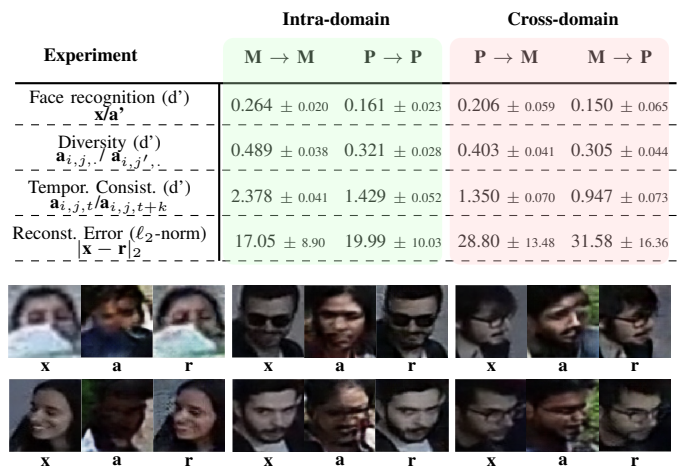 Intra-domain Cross-domain
Experiment M → M P → P P → M M → P
Face recognition (d')
x/a' 0.264 ± 0.020 0.161 ± 0.023 0.206 ± 0.059 0.150 ± 0.065
Diversity (d')
a_{i,j,.}/ a_{i,j',.} 0.489 ± 0.038 0.321 ± 0.028 0.403 ± 0.041 0.305 ± 0.044
Tempor. Consist. (d')
a_{i,j,t}/a_{i,j,t+k} 2.378 ± 0.041 1.429 ± 0.052 1.350 ± 0.070 0.947 ± 0.073
Reconst. Error (ℓ₂-norm)
|x − r|₂ 17.05 ± 8.90 19.99 ± 10.03 28.80 ± 13.48 31.58 ± 16.36
x a r x a r x a r
x a r x a r x a r